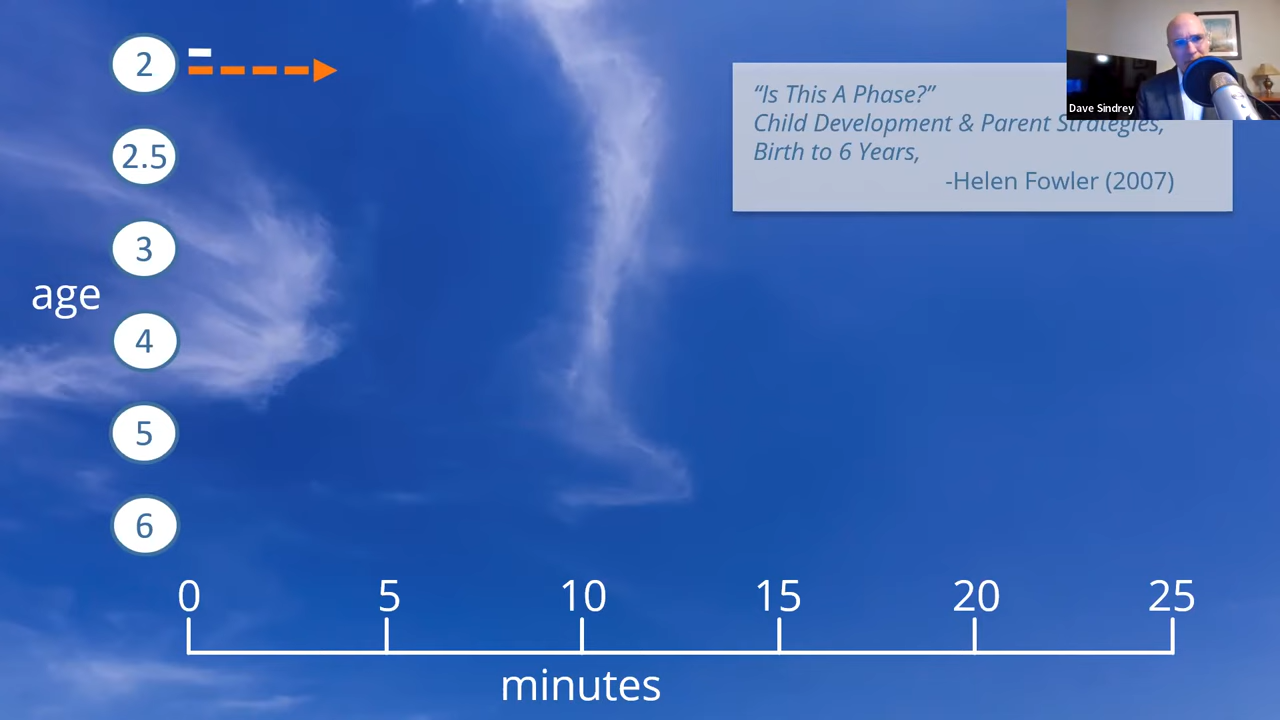 2
2.5
3
age
4
5
6
“Is This A Phase?”
Child Development & Parent Strategies,
Birth to 6 Years,
-Helen Fowler (2007)
Dave Sindrey
0 5 10 15 20 25
minutes